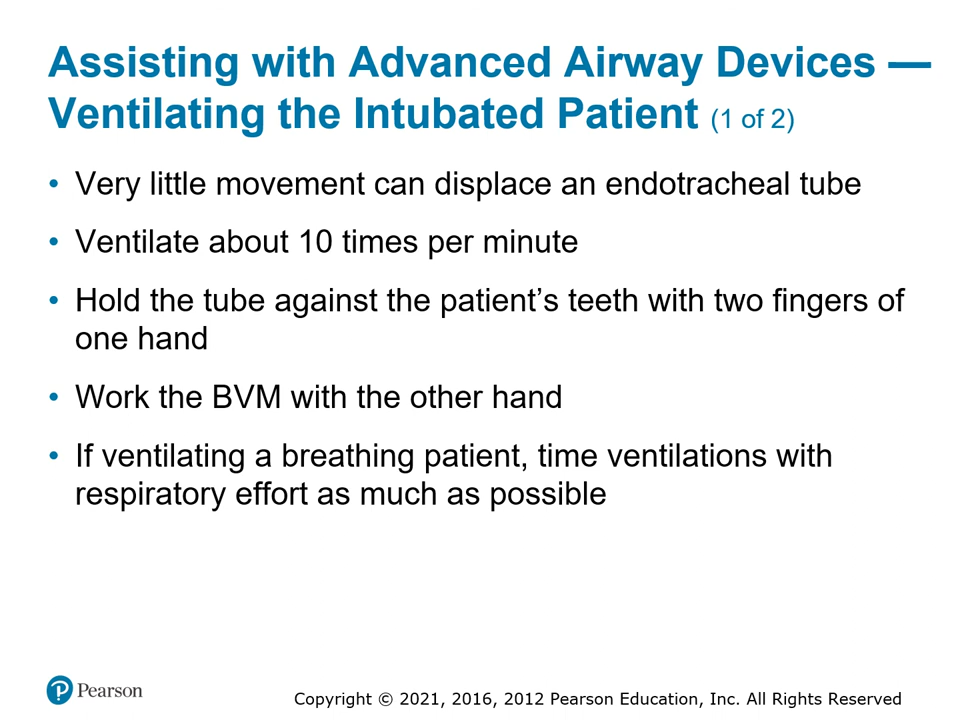 Assisting with Advanced Airway Devices —
Ventilating the Intubated Patient (1 of 2)
• Very little movement can displace an endotracheal tube
• Ventilate about 10 times per minute
• Hold the tube against the patient’s teeth with two fingers of
one hand
• Work the BVM with the other hand
• If ventilating a breathing patient, time ventilations with
respiratory effort as much as possible
P Pearson
Copyright © 2021, 2016, 2012 Pearson Education, Inc. All Rights Reserved